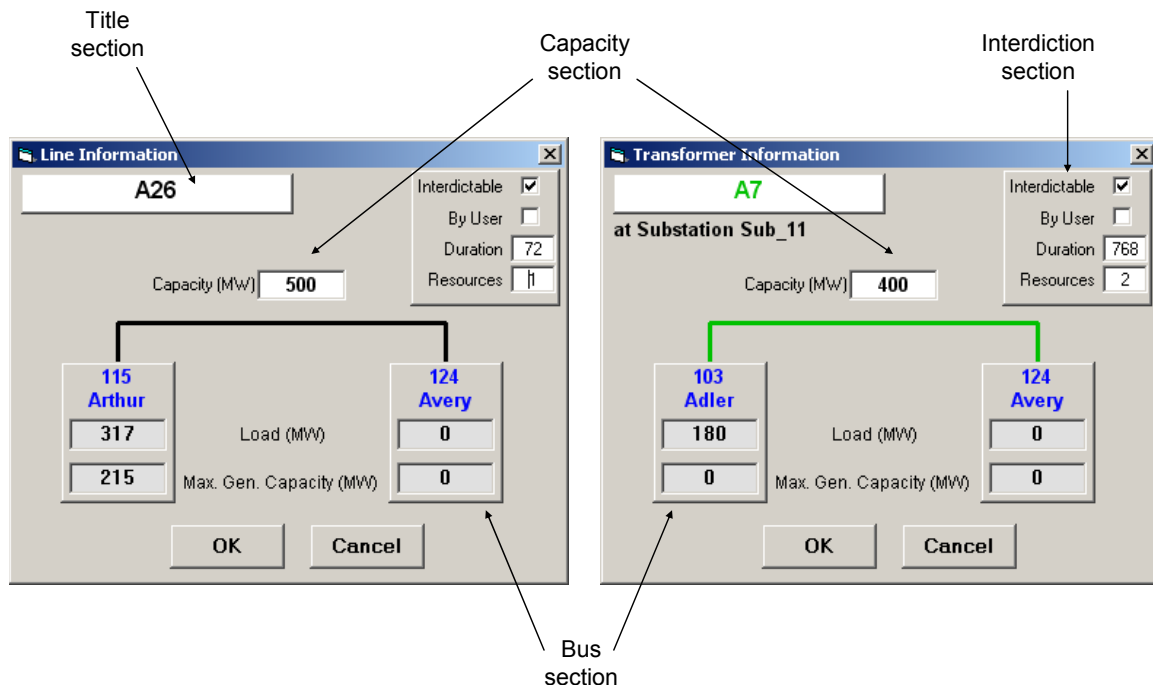 Title
section
Capacity
section
Interdiction
section
Line Information
A26
Interdictable
By User
Duration 72
Resources 1
Capacity (MW) 500
115
Arthur
124
Avery
317 Load (MW) 0
215 Max. Gen. Capacity (MW) 0
OK Cancel
Transformer Information
A7
at Substation Sub_11
Interdictable
By User
Duration 768
Resources 2
Capacity (MW) 400
103
Adler
124
Avery
180 Load (MW) 0
0 Max. Gen. Capacity (MW) 0
OK Cancel
Bus
section